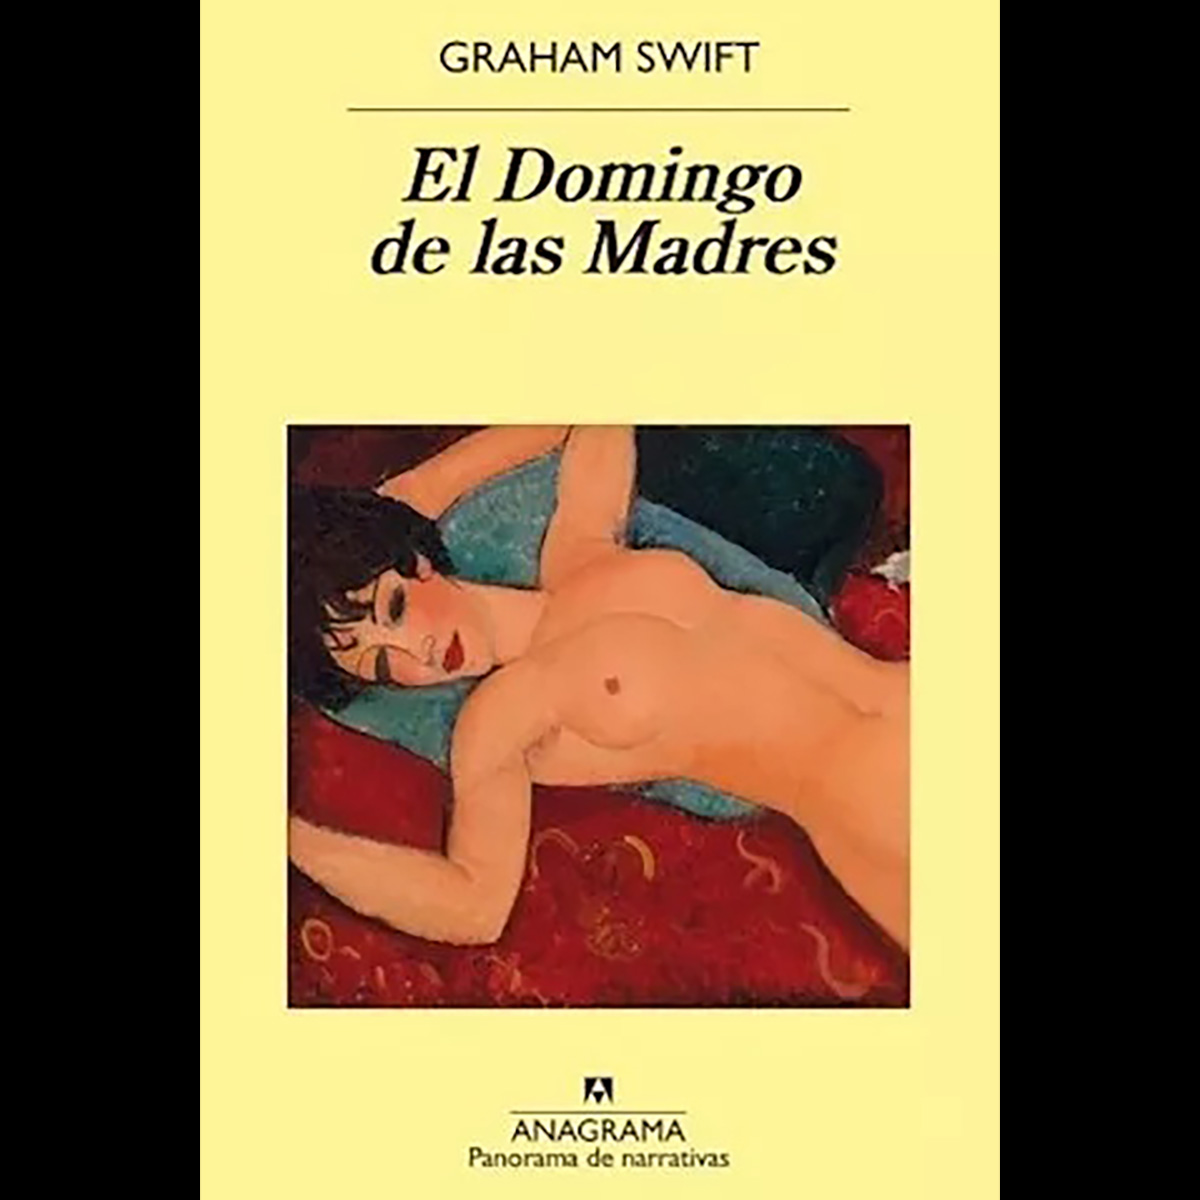 GRAHAM SWIFT
El Domingo
de las Madres
ANAGRAMA
Panorama de narrativas